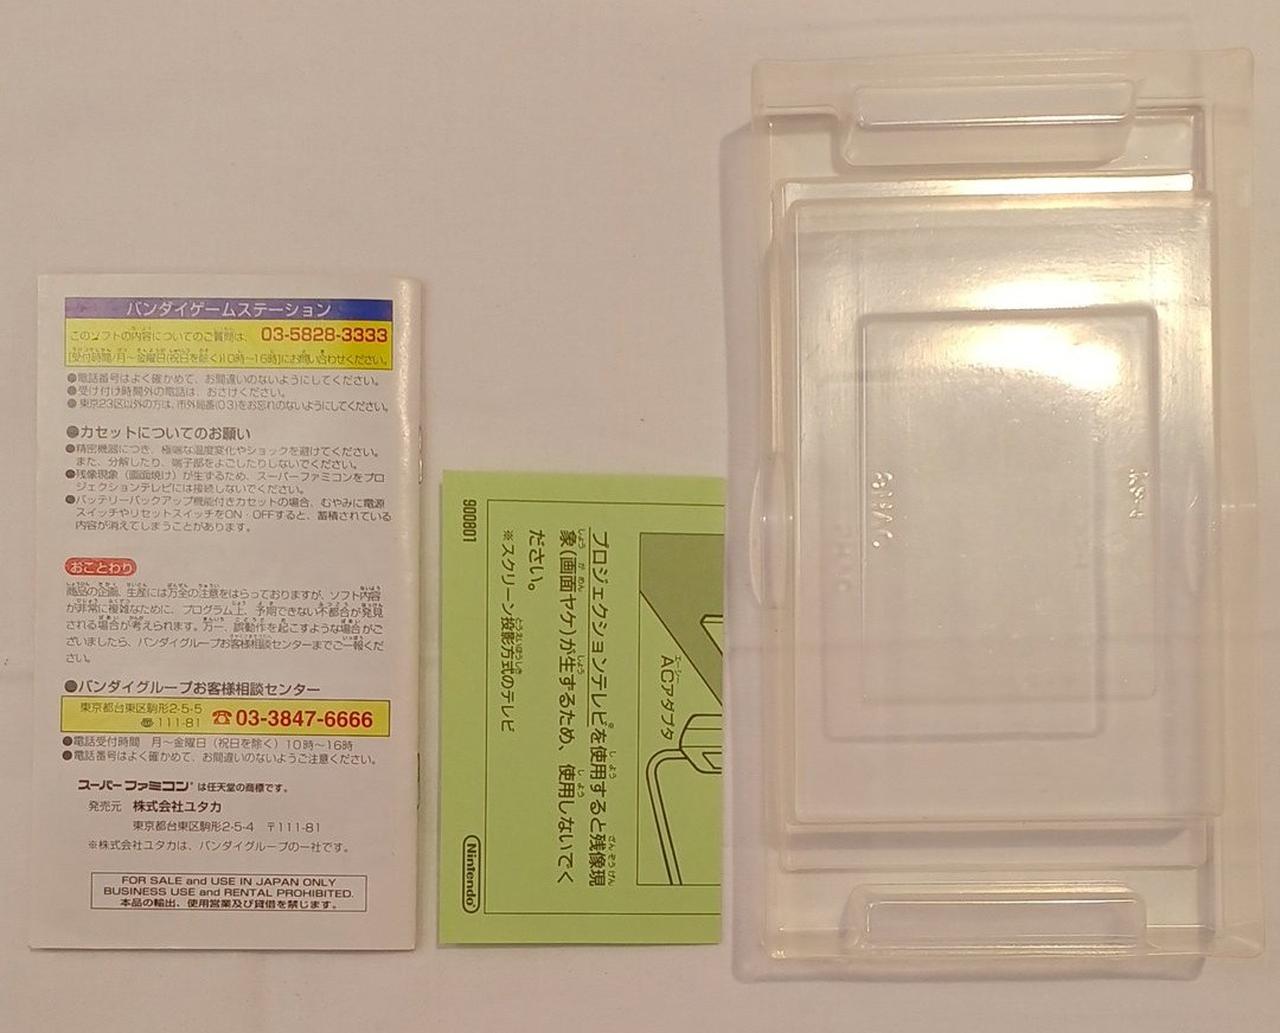 バンダイゲームステーション
このソフトの内容についてのご質問は、 03-5828-3333
[受付時間/月〜金曜日(祝日を除く)10時〜16時]にお問い合わせください。
●電話番号はよく確かめて、お間違いのないようにしてください。
●受け付け時間外の電話は、おさけください。
●東京23区以外の方は、市外局番(03)をお忘れのないようにしてください。
●カセットについてのお願い
●精密機器につき、極端な温度変化やショックを避けてください。
また、分解したり、端子部をよごしたりしないでください。
●残像現象(画面焼け)が生ずるため、スーパーファミコンをプロ
ジェクションテレビには接続しないでください。
●バッテリーバックアップ機能付きカセットの場合、むやみに電源
スイッチやリセットスイッチをON・OFFすると、蓄積されている
内容が消えてしまうことがあります。
おことわり
商品の企画、生産には万全の注意をはらっておりますが、ソフト内容
が非常に複雑なために、プログラム上、予期できない不都合が発見
される場合が考えられます。万一、誤動作を起こすような場合がご
ざいましたら、バンダイグループお客様相談センターまでご一報くだ
さい。
●バンダイグループお客様相談センター
東京都台東区駒形2-5-5
〠111-81 ☎03-3847-6666
●電話受付時間 月〜金曜日(祝日を除く)10時〜16時
●電話番号はよく確かめて、お間違いのないようご注意ください。
スーパーファミコン®は任天堂の商標です。
発売元 株式会社ユタカ
東京都台東区駒形2-5-4 〒111-81
※株式会社ユタカは、バンダイグループの一社です。
FOR SALE and USE IN JAPAN ONLY
BUSINESS USE and RENTAL PROHIBITED.
本品の輸出、使用営業及び賃借を禁じます。
ACアダプタ
プロジェクションテレビを使用すると残像現
象(画面ヤケ)が生ずるため、使用しないでく
ださい。
※スクリーン投影方式のテレビ
900801
Nintendo